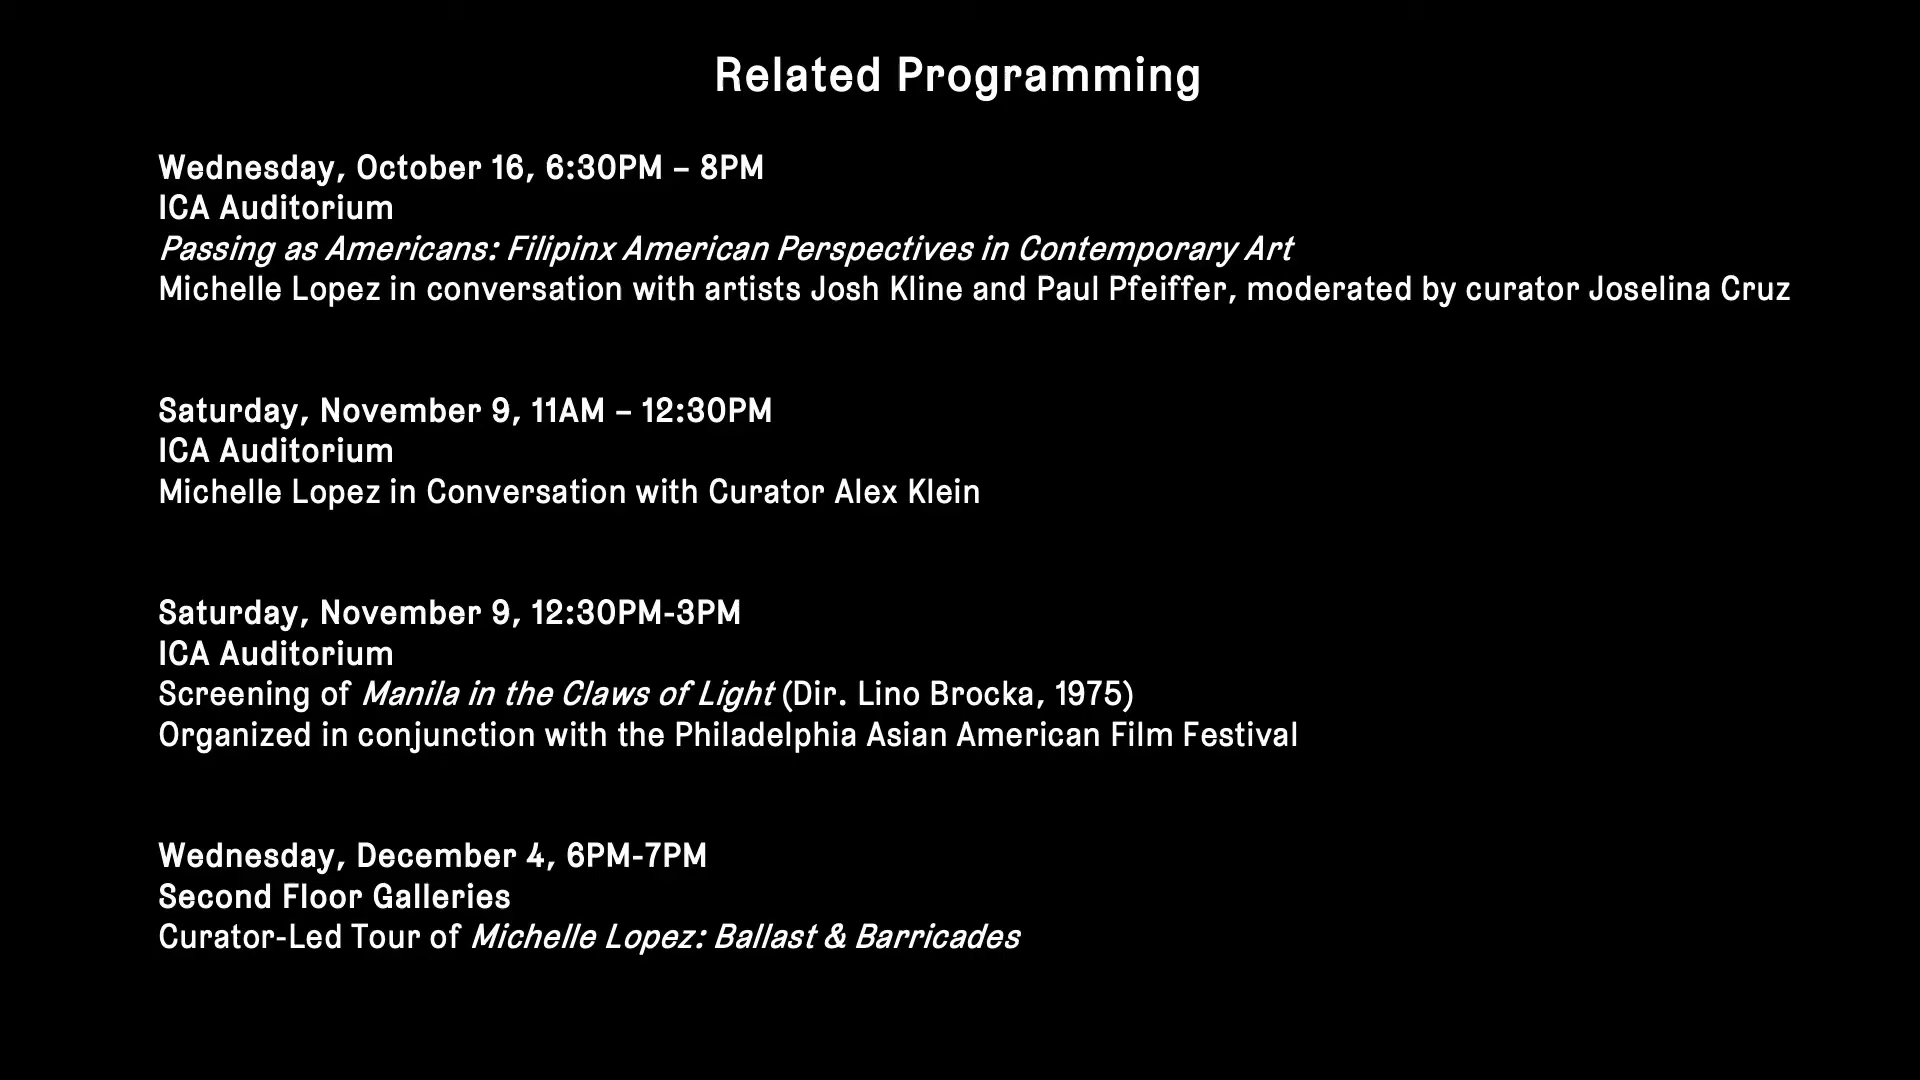 Related Programming
Wednesday, October 16, 6:30PM – 8PM
ICA Auditorium
Passing as Americans: Filipinx American Perspectives in Contemporary Art
Michelle Lopez in conversation with artists Josh Kline and Paul Pfeiffer, moderated by curator Joselina Cruz
Saturday, November 9, 11AM – 12:30PM
ICA Auditorium
Michelle Lopez in Conversation with Curator Alex Klein
Saturday, November 9, 12:30PM-3PM
ICA Auditorium
Screening of Manila in the Claws of Light (Dir. Lino Brocka, 1975)
Organized in conjunction with the Philadelphia Asian American Film Festival
Wednesday, December 4, 6PM-7PM
Second Floor Galleries
Curator-Led Tour of Michelle Lopez: Ballast & Barricades